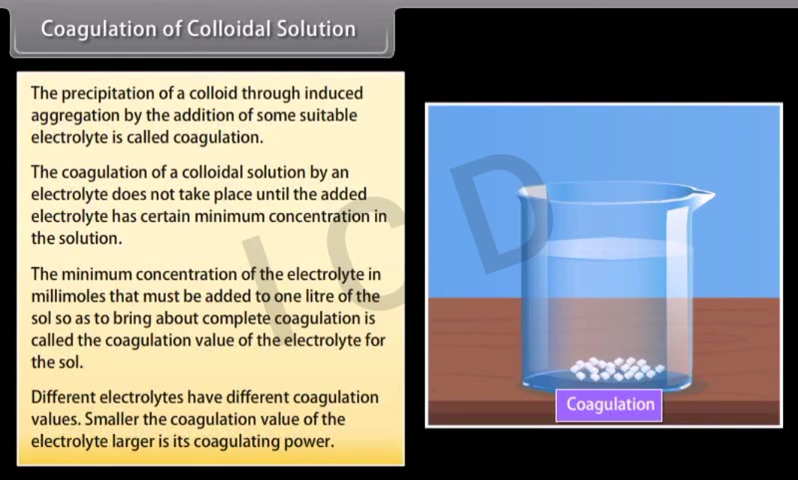 Coagulation of Colloidal Solution
The precipitation of a colloid through induced
aggregation by the addition of some suitable
electrolyte is called coagulation.
The coagulation of a colloidal solution by an
electrolyte does not take place until the added
electrolyte has certain minimum concentration in
the solution.
The minimum concentration of the electrolyte in
millimoles that must be added to one litre of the
sol so as to bring about complete coagulation is
called the coagulation value of the electrolyte for
the sol.
Different electrolytes have different coagulation
values. Smaller the coagulation value of the
electrolyte larger is its coagulating power.
Coagulation
ICD